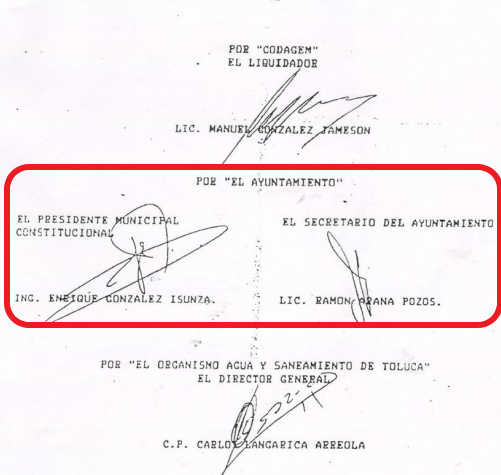 POR "CODAGEM"
EL LIQUIDADOR
LIC. MANUEL GONZALEZ JAMESON
POR "EL AYUNTAMIENTO"
EL PRESIDENTE MUNICIPAL
CONSTITUCIONAL
EL SECRETARIO DEL AYUNTAMIENTO
ING. ENRIQUE GONZALEZ ISUNZA.
LIC. RAMON ARANA POZOS.
POR "EL ORGANISMO AGUA Y SANEAMIENTO DE TOLUCA"
EL DIRECTOR GENERAL
C.P. CARLOS LANGARICA ARREOLA